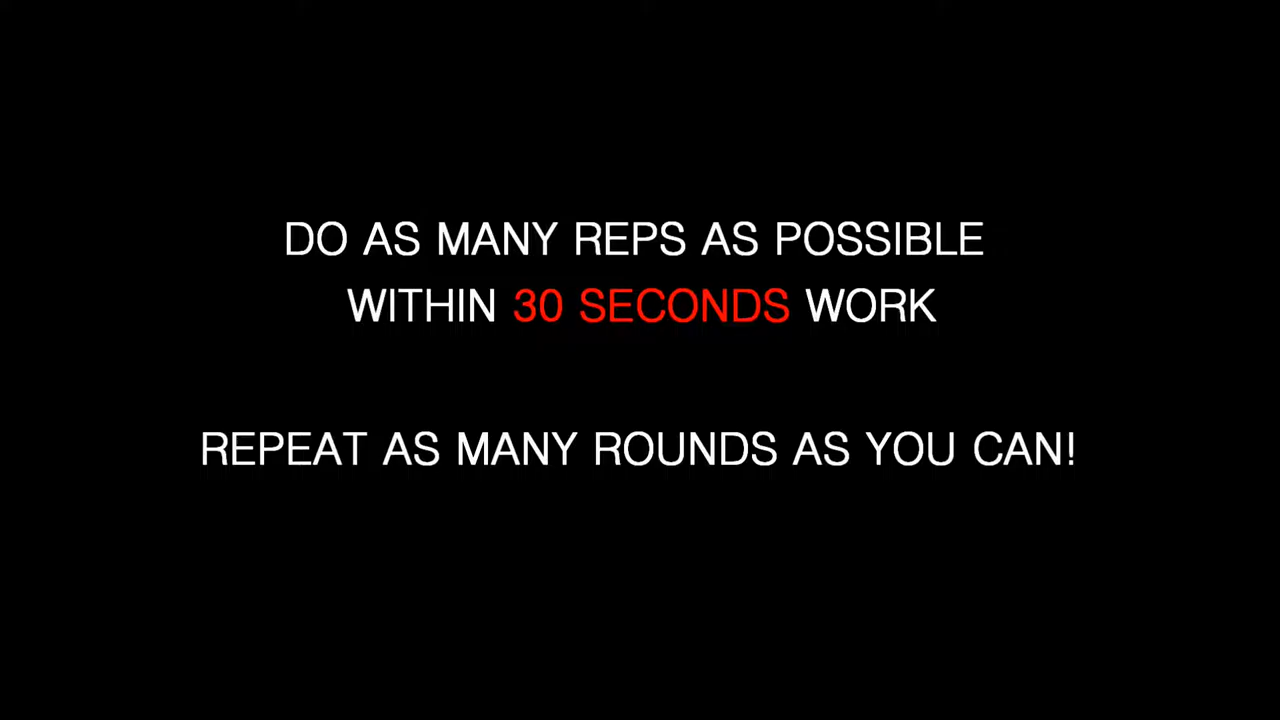 DO AS MANY REPS AS POSSIBLE
WITHIN 30 SECONDS WORK
REPEAT AS MANY ROUNDS AS YOU CAN!